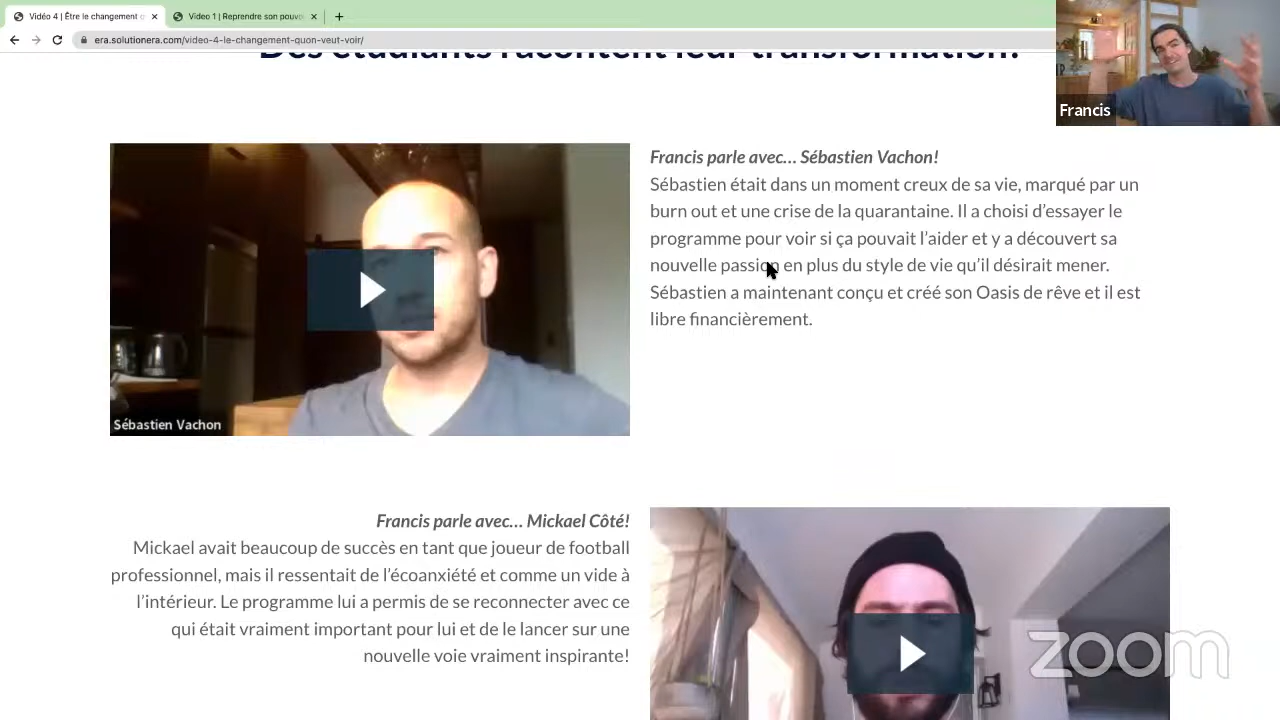 Vidéo 4 | Être le changement q
Video 1 | Reprendre son pouvo
era.solutionera.com/video-4-le-changement-quon-veut-voir/
Des étudiants racontent leur transformation!
Francis
Francis parle avec… Sébastien Vachon!
Sébastien était dans un moment creux de sa vie, marqué par un
burn out et une crise de la quarantaine. Il a choisi d’essayer le
programme pour voir si ça pouvait l’aider et y a découvert sa
nouvelle passion en plus du style de vie qu’il désirait mener.
Sébastien a maintenant conçu et créé son Oasis de rêve et il est
libre financièrement.
Sébastien Vachon
Francis parle avec… Mickael Côté!
Mickael avait beaucoup de succès en tant que joueur de football
professionnel, mais il ressentait de l’écoanxiété et comme un vide à
l’intérieur. Le programme lui a permis de se reconnecter avec ce
qui était vraiment important pour lui et de le lancer sur une
nouvelle voie vraiment inspirante!
zoom